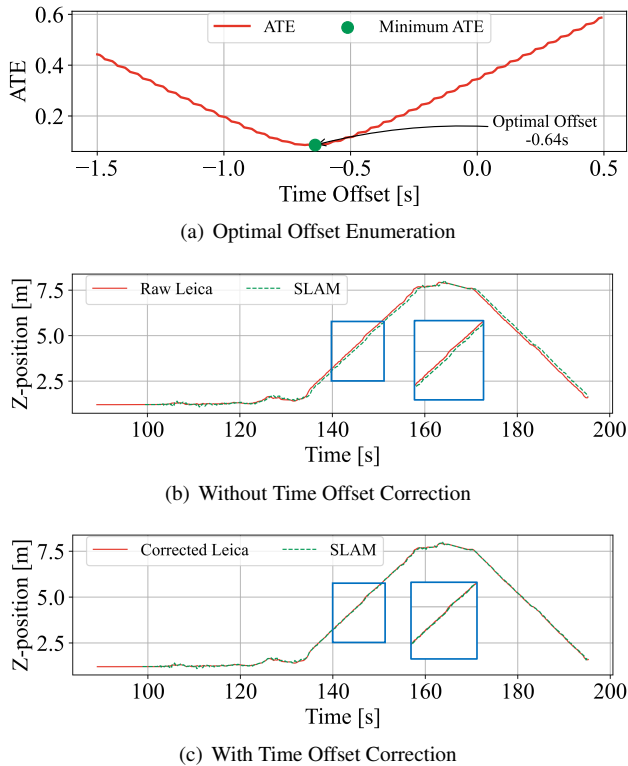 0.6
0.4
0.2
ATE
ATE
Minimum ATE
Optimal Offset
-0.64s
−1.5 −1.0 −0.5 0.0 0.5
Time Offset [s]
(a) Optimal Offset Enumeration
Z-position [m]
7.5
5.0
2.5
Raw Leica SLAM
100 120 140 160 180 200
Time [s]
(b) Without Time Offset Correction
Z-position [m]
7.5
5.0
2.5
Corrected Leica SLAM
100 120 140 160 180 200
Time [s]
(c) With Time Offset Correction